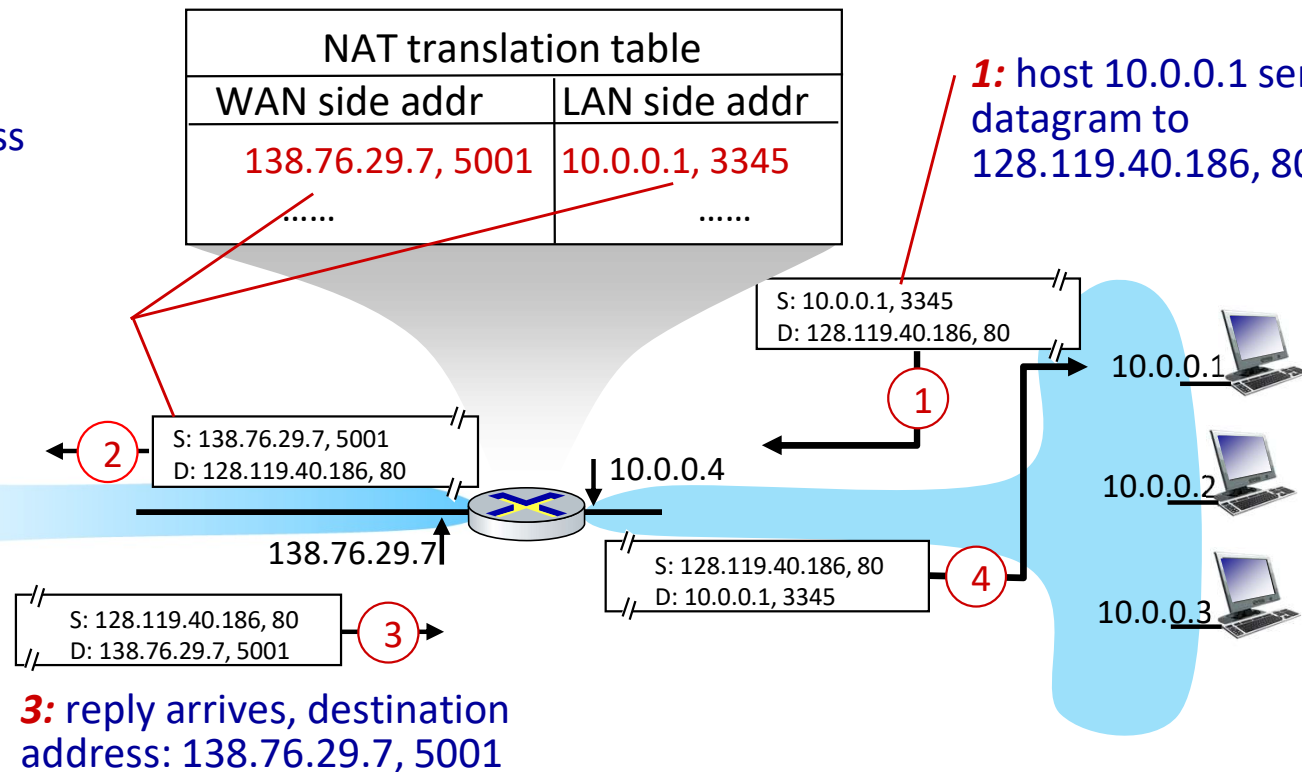 NAT translation table
WAN side addr LAN side addr
138.76.29.7, 5001 10.0.0.1, 3345
...... ......
ss
1: host 10.0.0.1 ser
datagram to
128.119.40.186, 80
S: 10.0.0.1, 3345
D: 128.119.40.186, 80
1
10.0.0.1
2
S: 138.76.29.7, 5001
D: 128.119.40.186, 80
10.0.0.4
10.0.0.2
138.76.29.7
S: 128.119.40.186, 80
D: 10.0.0.1, 3345
4
10.0.0.3
S: 128.119.40.186, 80
D: 138.76.29.7, 5001
3
3: reply arrives, destination
address: 138.76.29.7, 5001